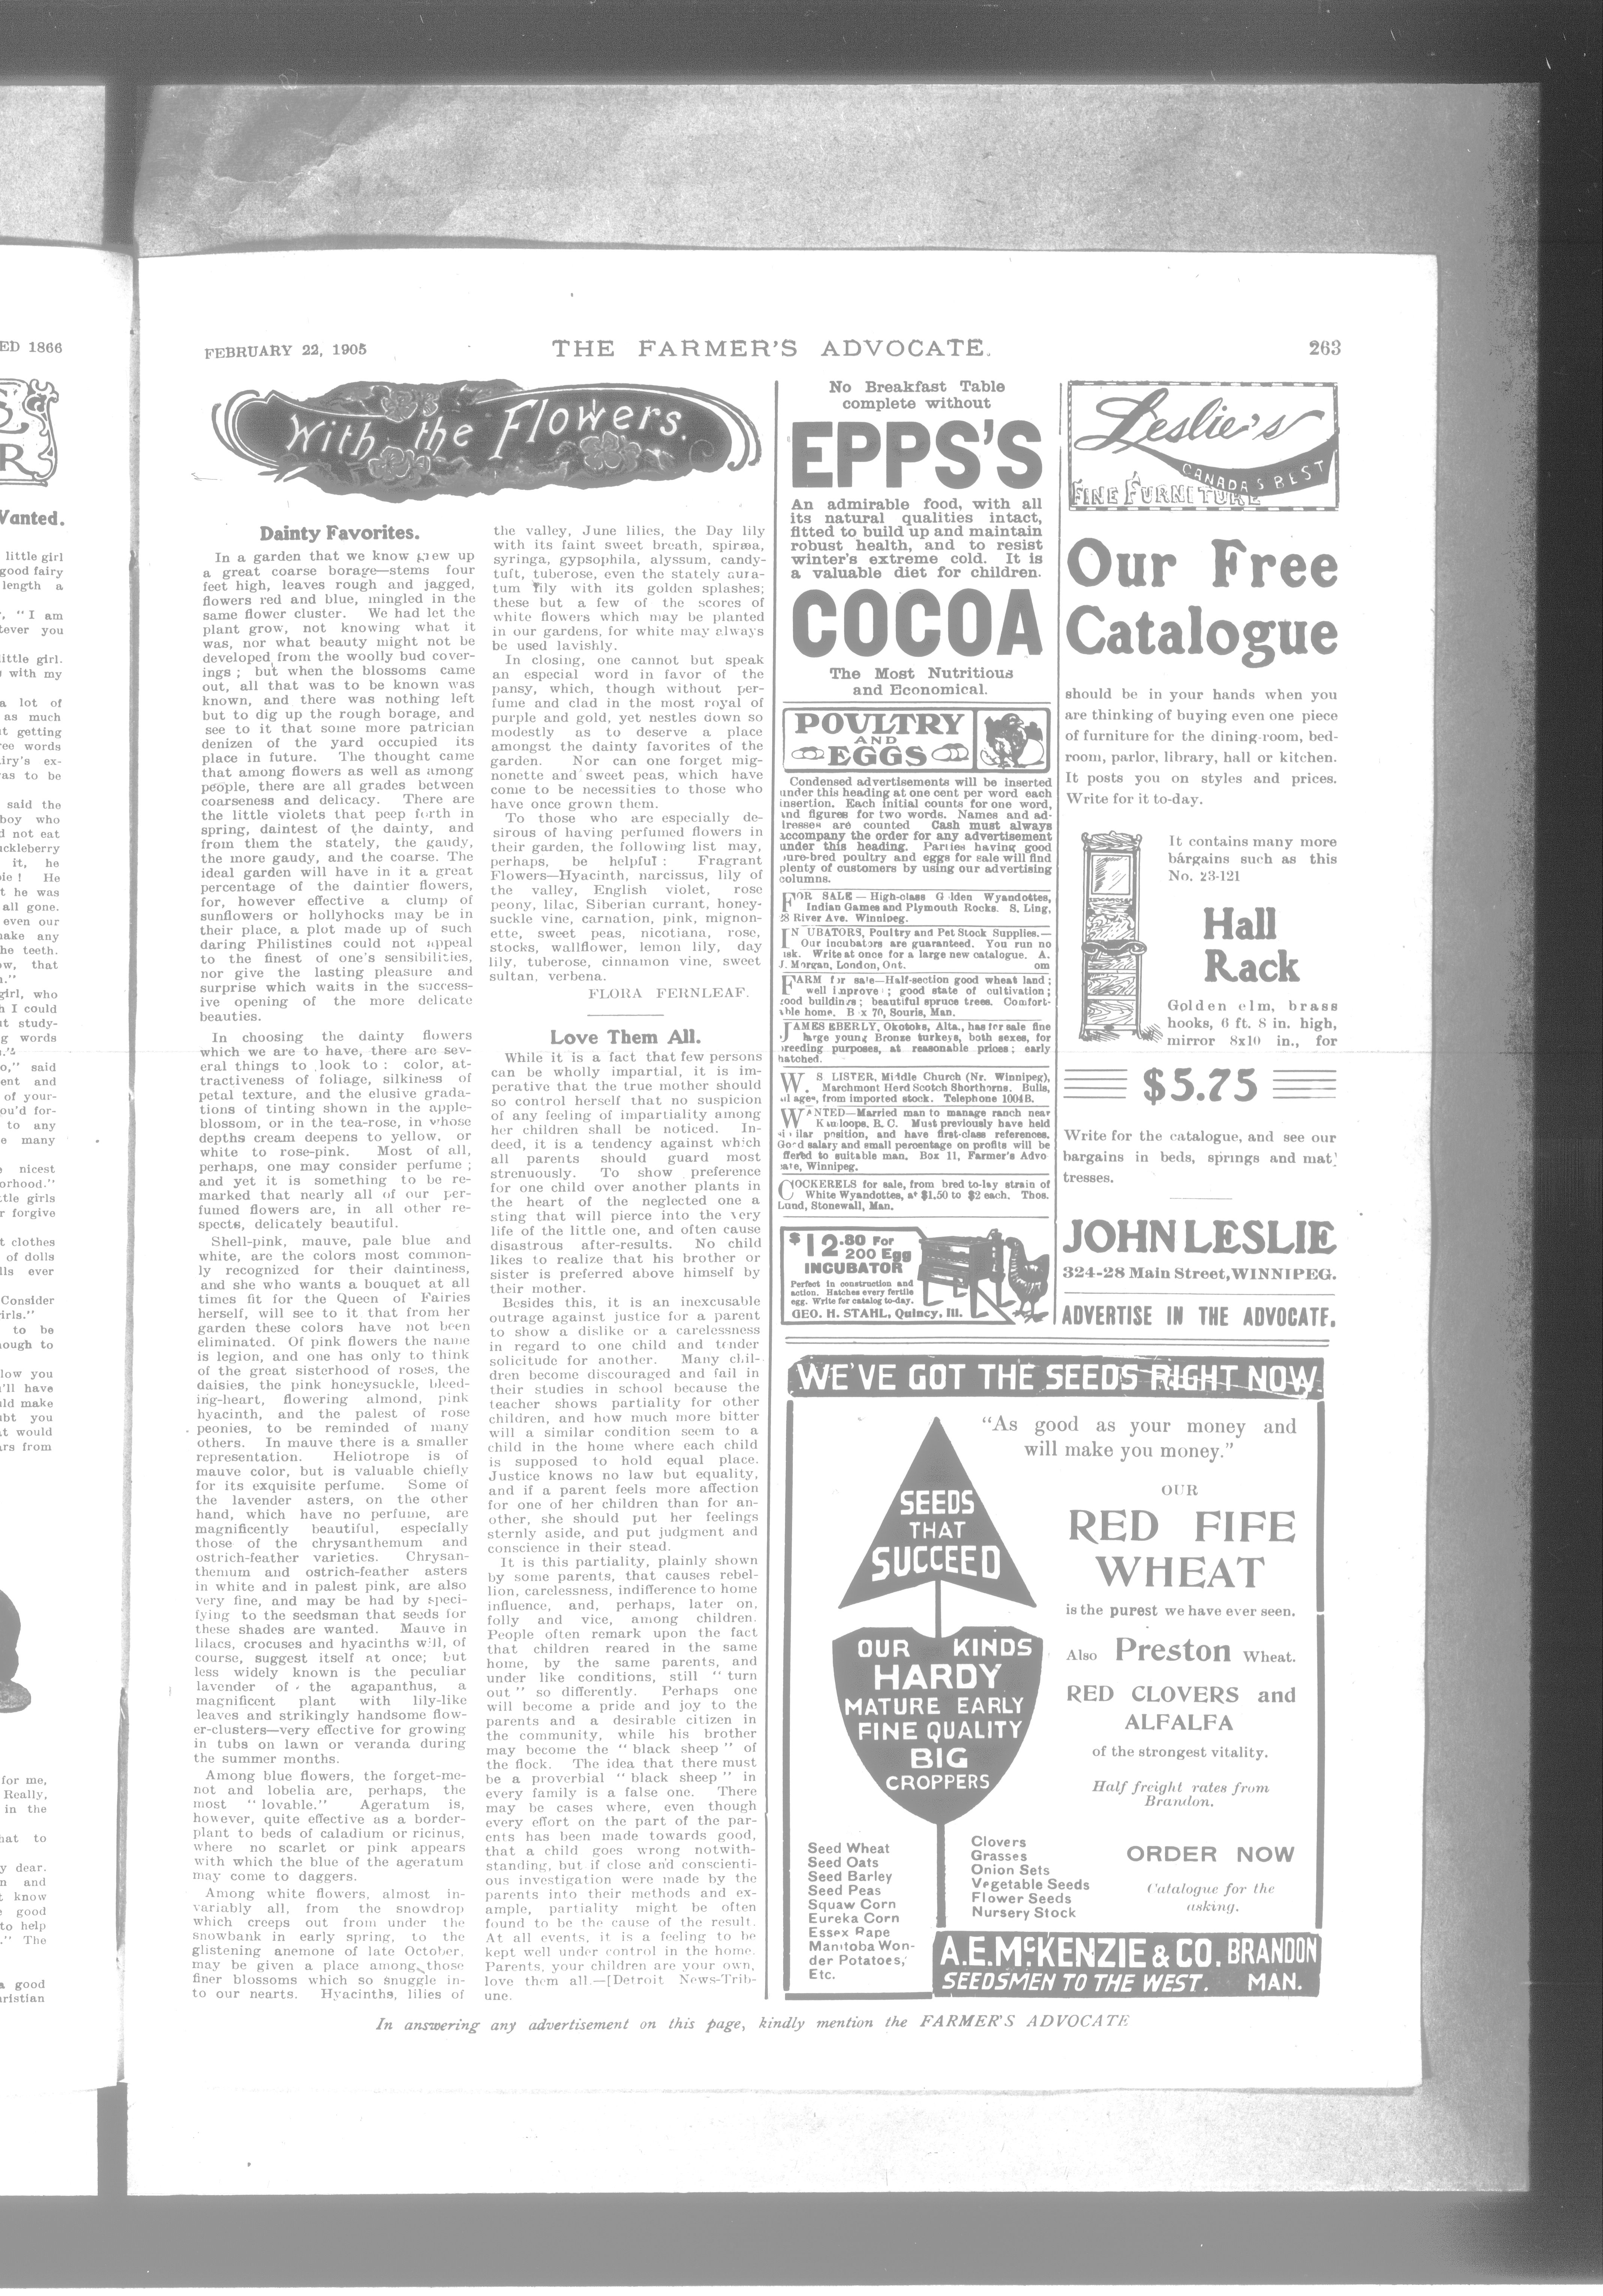 FEBRUARY 22, 1905
THE FARMER'S ADVOCATE.
263
With the Flowers.
Dainty Favorites.
In a garden that we know grew up
a great coarse borage—stems four
feet high, leaves rough and jagged,
flowers red and blue, mingled in the
same flower cluster. We had let the
plant grow, not knowing what it
was, nor what beauty might not be
developed from the woolly bud cover-
ings ; but when the blossoms came
out, all that was to be known was
known, and there was nothing left
but to dig up the rough borage, and
see to it that some more patrician
denizen of the yard occupied its
place in future. The thought came
that among flowers as well as among
people, there are all grades between
coarseness and delicacy. There are
the little violets that peep forth in
spring, daintest of the dainty, and
from them the stately, the gaudy,
the more gaudy, and the coarse. The
ideal garden will have in it a great
percentage of the daintier flowers,
for, however effective a clump of
sunflowers or hollyhocks may be in
their place, a plot made up of such
daring Philistines could not appeal
to the finest of one's sensibilities,
nor give the lasting pleasure and
surprise which waits in the success-
ive opening of the more delicate
beauties.
In choosing the dainty flowers
which we are to have, there are sev-
eral things to look to : color, at-
tractiveness of foliage, silkiness of
petal texture, and the elusive grada-
tions of tinting shown in the apple-
blossom, or in the tea-rose, in whose
depths cream deepens to yellow, or
white to rose-pink. Most of all,
perhaps, one may consider perfume ;
and yet it is something to be re-
marked that nearly all of our per-
fumed flowers are, in all other re-
spects, delicately beautiful.
Shell-pink, mauve, pale blue and
white, are the colors most common-
ly recognized for their daintiness,
and she who wants a bouquet at all
times fit for the Queen of Fairies
herself, will see to it that from her
garden these colors have not been
eliminated. Of pink flowers the name
is legion, and one has only to think
of the great sisterhood of roses, the
daisies, the pink honeysuckle, bleed-
ing-heart, flowering almond, pink
hyacinth, and the palest of rose
peonies, to be reminded of many
others. In mauve there is a smaller
representation. Heliotrope is of
mauve color, but is valuable chiefly
for its exquisite perfume. Some of
the lavender asters, on the other
hand, which have no perfume, are
magnificently beautiful, especially
those of the chrysanthemum and
ostrich-feather varieties. Chrysan-
themum and ostrich-feather asters
in white and in palest pink, are also
very fine, and may be had by speci-
fying to the seedsman that seeds for
these shades are wanted. Mauve in
lilacs, crocuses and hyacinths will, of
course, suggest itself at once; but
less widely known is the peculiar
lavender of the agapanthus, a
magnificent plant with lily-like
leaves and strikingly handsome flow-
er-clusters—very effective for growing
in tubs on lawn or veranda during
the summer months.
Among blue flowers, the forget-me-
not and lobelia are, perhaps, the
most "lovable." Ageratum is,
however, quite effective as a border-
plant to beds of caladium or ricinus,
where no scarlet or pink appears
with which the blue of the ageratum
may come to daggers.
Among white flowers, almost in-
variably all, from the snowdrop
which creeps out from under the
snowbank in early spring, to the
glistening anemone of late October,
may be given a place among those
finer blossoms which so snuggle in-
to our nearts. Hyacinths, lilies of
the valley, June lilies, the Day lily
with its faint sweet breath, spiræa,
syringa, gypsophila, alyssum, candy-
tuft, tuberose, even the stately aura-
tum lily with its golden splashes;
these but a few of the scores of
white flowers which may be planted
in our gardens, for white may always
be used lavishly.
In closing, one cannot but speak
an especial word in favor of the
pansy, which, though without per-
fume and clad in the most royal of
purple and gold, yet nestles down so
modestly as to deserve a place
amongst the dainty favorites of the
garden. Nor can one forget mig-
nonette and sweet peas, which have
come to be necessities to those who
have once grown them.
To those who are especially de-
sirous of having perfumed flowers in
their garden, the following list may,
perhaps, be helpful : Fragrant
Flowers—Hyacinth, narcissus, lily of
the valley, English violet, rose
peony, lilac, Siberian currant, honey-
suckle vine, carnation, pink, mignon-
ette, sweet peas, nicotiana, rose,
stocks, wallflower, lemon lily, day
lily, tuberose, cinnamon vine, sweet
sultan, verbena.
FLORA FERNLEAF.
Love Them All.
While it is a fact that few persons
can be wholly impartial, it is im-
perative that the true mother should
so control herself that no suspicion
of any feeling of impartiality among
her children shall be noticed. In-
deed, it is a tendency against which
all parents should guard most
strenuously. To show preference
for one child over another plants in
the heart of the neglected one a
sting that will pierce into the very
life of the little one, and often cause
disastrous after-results. No child
likes to realize that his brother or
sister is preferred above himself by
their mother.
Besides this, it is an inexcusable
outrage against justice for a parent
to show a dislike or a carelessness
in regard to one child and tender
solicitude for another. Many chil-
dren become discouraged and fail in
their studies in school because the
teacher shows partiality for other
children, and how much more bitter
will a similar condition seem to a
child in the home where each child
is supposed to hold equal place.
Justice knows no law but equality,
and if a parent feels more affection
for one of her children than for an-
other, she should put her feelings
sternly aside, and put judgment and
conscience in their stead.
It is this partiality, plainly shown
by some parents, that causes rebel-
lion, carelessness, indifference to home
influence, and, perhaps, later on,
folly and vice, among children.
People often remark upon the fact
that children reared in the same
home, by the same parents, and
under like conditions, still "turn
out" so differently. Perhaps one
will become a pride and joy to the
parents and a desirable citizen in
the community, while his brother
may become the "black sheep" of
the flock. The idea that there must
be a proverbial "black sheep" in
every family is a false one. There
may be cases where, even though
every effort on the part of the par-
ents has been made towards good,
that a child goes wrong notwith-
standing, but if close and conscienti-
ous investigation were made by the
parents into their methods and ex-
ample, partiality might be often
found to be the cause of the result.
At all events, it is a feeling to be
kept well under control in the home.
Parents, your children are your own,
love them all.—[Detroit News-Trib-
une.
No Breakfast Table
complete without
EPPS'S
An admirable food, with all
its natural qualities intact,
fitted to build up and maintain
robust health, and to resist
winter's extreme cold. It is
a valuable diet for children.
COCOA
The Most Nutritious
and Economical.
POULTRY
AND
EGGS
Condensed advertisements will be inserted
under this heading at one cent per word each
insertion. Each initial counts for one word,
and figures for two words. Names and ad-
dresses are counted Cash must always
accompany the order for any advertisement
under this heading. Parties having good
pure-bred poultry and eggs for sale will find
plenty of customers by using our advertising
columns.
FOR SALE — High-class G lden Wyandottes,
Indian Games and Plymouth Rocks. S. Ling,
28 River Ave. Winnipeg.
IN UBATORS, Poultry and Pet Stock Supplies.—
Our incubators are guaranteed. You run no
isk. Write at once for a large new catalogue. A.
J. Morgan, London, Ont. om
FARM for sale—Half-section good wheat land ;
well improve ; good state of cultivation ;
good buildings ; beautiful spruce trees. Comfort-
able home. B x 70, Souris, Man.
JAMES EBERLY, Okotoks, Alta., has for sale fine
large young Bronze turkeys, both sexes, for
breeding purposes, at reasonable prices ; early
hatched.
W. S LISTER, Middle Church (Nr. Winnipeg),
Marchmont Herd Scotch Shorthorns. Bulls,
all ages, from imported stock. Telephone 1004B.
WANTED—Married man to manage ranch near
Kamloops, B. C. Must previously have held
similar position, and have first-class references.
Good salary and small percentage on profits will be
offered to suitable man. Box 11, Farmer's Advo
cate, Winnipeg.
COCKERELS for sale, from bred to-lay strain of
White Wyandottes, at $1.50 to $2 each. Thos.
Lund, Stonewall, Man.
$12.80 For
200 Egg
INCUBATOR
Perfect in construction and
action. Hatches every fertile
egg. Write for catalog to-day.
GEO. H. STAHL, Quincy, Ill.
Leslie's
CANADA'S BEST
FINE FURNITURE
Our Free
Catalogue
should be in your hands when you
are thinking of buying even one piece
of furniture for the dining-room, bed-
room, parlor, library, hall or kitchen.
It posts you on styles and prices.
Write for it to-day.
It contains many more
bargains such as this
No. 23-121
Hall
Rack
Golden elm, brass
hooks, 6 ft. 8 in. high,
mirror 8x10 in., for
$5.75
Write for the catalogue, and see our
bargains in beds, springs and mat
tresses.
JOHN LESLIE
324-28 Main Street, WINNIPEG.
ADVERTISE IN THE ADVOCATE.
WE'VE GOT THE SEEDS RIGHT NOW.
SEEDS
THAT
SUCCEED
OUR KINDS
HARDY
MATURE EARLY
FINE QUALITY
BIG
CROPPERS
"As good as your money and
will make you money."
OUR
RED FIFE
WHEAT
is the purest we have ever seen.
Also Preston Wheat.
RED CLOVERS and
ALFALFA
of the strongest vitality.
Half freight rates from
Brandon.
ORDER NOW
Catalogue for the
asking.
Seed Wheat
Seed Oats
Seed Barley
Seed Peas
Squaw Corn
Eureka Corn
Essex Rape
Manitoba Won-
der Potatoes,
Etc.
Clovers
Grasses
Onion Sets
Vegetable Seeds
Flower Seeds
Nursery Stock
A. E. McKENZIE & CO. BRANDON
SEEDSMEN TO THE WEST. MAN.
In answering any advertisement on this page, kindly mention the FARMER'S ADVOCATE